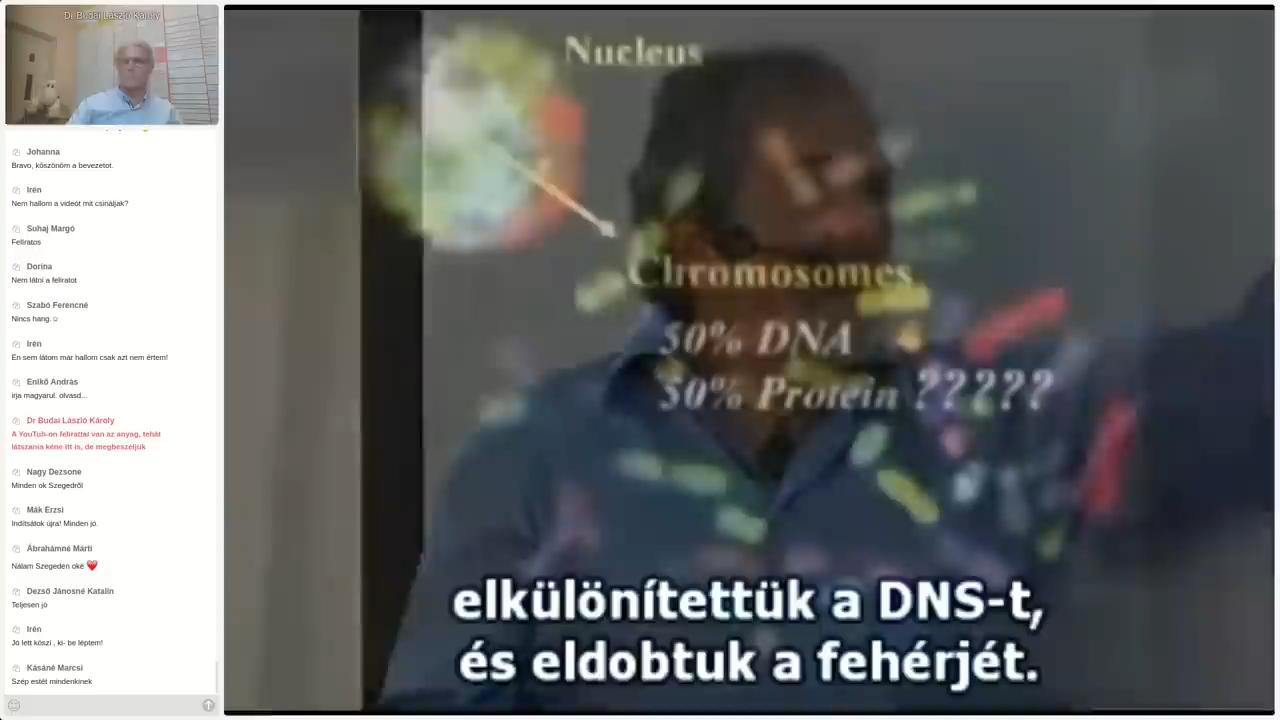 Dr Budai László Károly
Johanna
Bravo, köszönöm a bevezetot.
Irén
Nem hallom a videót mit csináljak?
Suhaj Margó
Feliratos
Dorina
Nem látni a feliratot
Szabó Ferencné
Nincs hang.☺
Irén
Én sem látom már hallom csak azt nem értem!
Enikő András
irja magyarul. olvasd...
Dr Budai László Károly
A YouTub-on felirattal van az anyag, tehát
látszania kéne itt is, de megbeszéljük
Nagy Dezsone
Minden ok Szegedről
Mák Erzsi
Indítsátok újra! Minden jó.
Ábrahámné Márti
Nálam Szegeden oké ❤️
Dezső Jánosné Katalin
Teljesen jó
Irén
Jó lett köszi , ki- be léptem!
Kásáné Marcsi
Szép estét mindenkinek
Nucleus
Chromosomes
50% DNA
50% Protein ?????
elkülönítettük a DNS-t,
és eldobtuk a fehérjét.